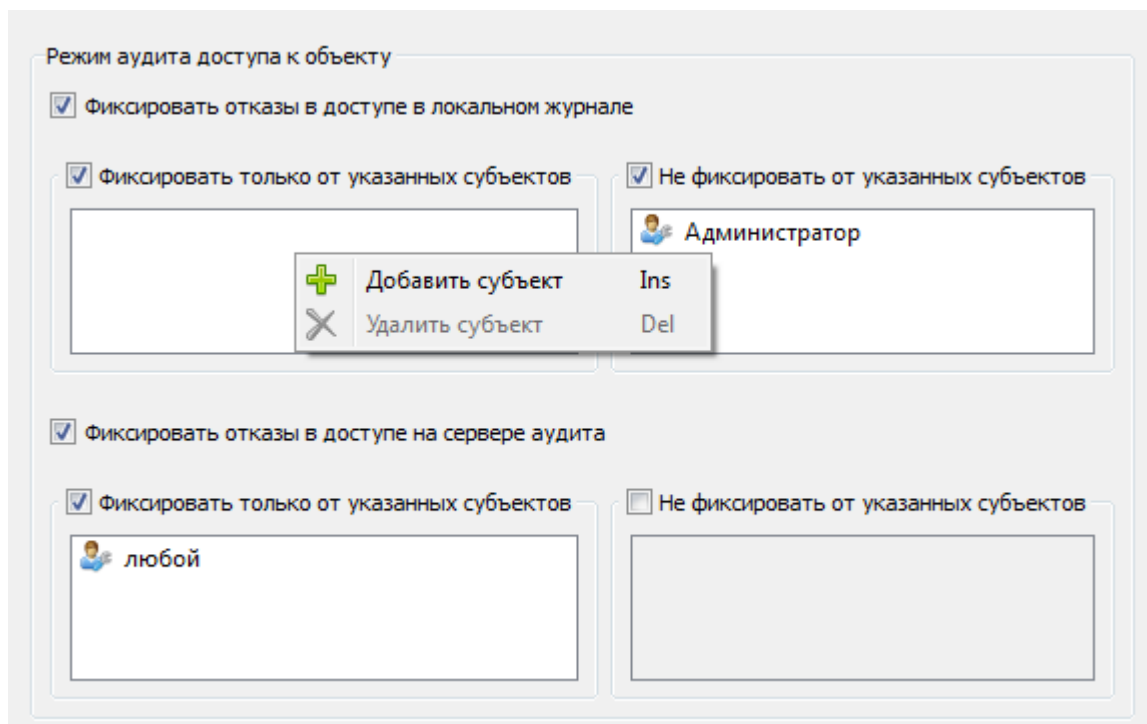 Режим аудита доступа к объекту
Фиксировать отказы в доступе в локальном журнале
Фиксировать только от указанных субъектов
Не фиксировать от указанных субъектов
Администратор
Добавить субъект Ins
Удалить субъект Del
Фиксировать отказы в доступе на сервере аудита
Фиксировать только от указанных субъектов
Не фиксировать от указанных субъектов
любой